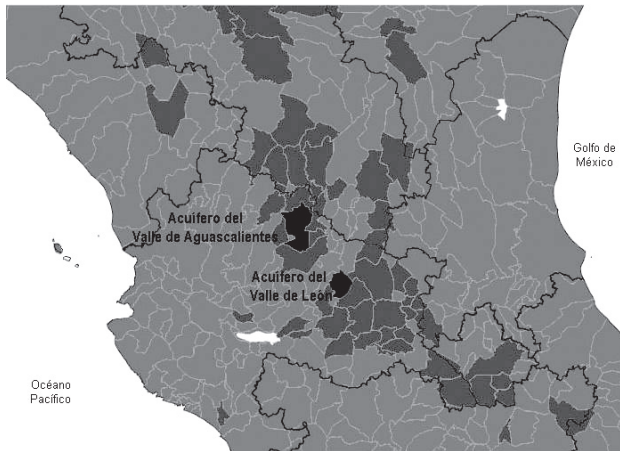 Golfo de
México
Acuífero del
Valle de Aguascalientes
Acuífero del
Valle de León
Océano
Pacífico